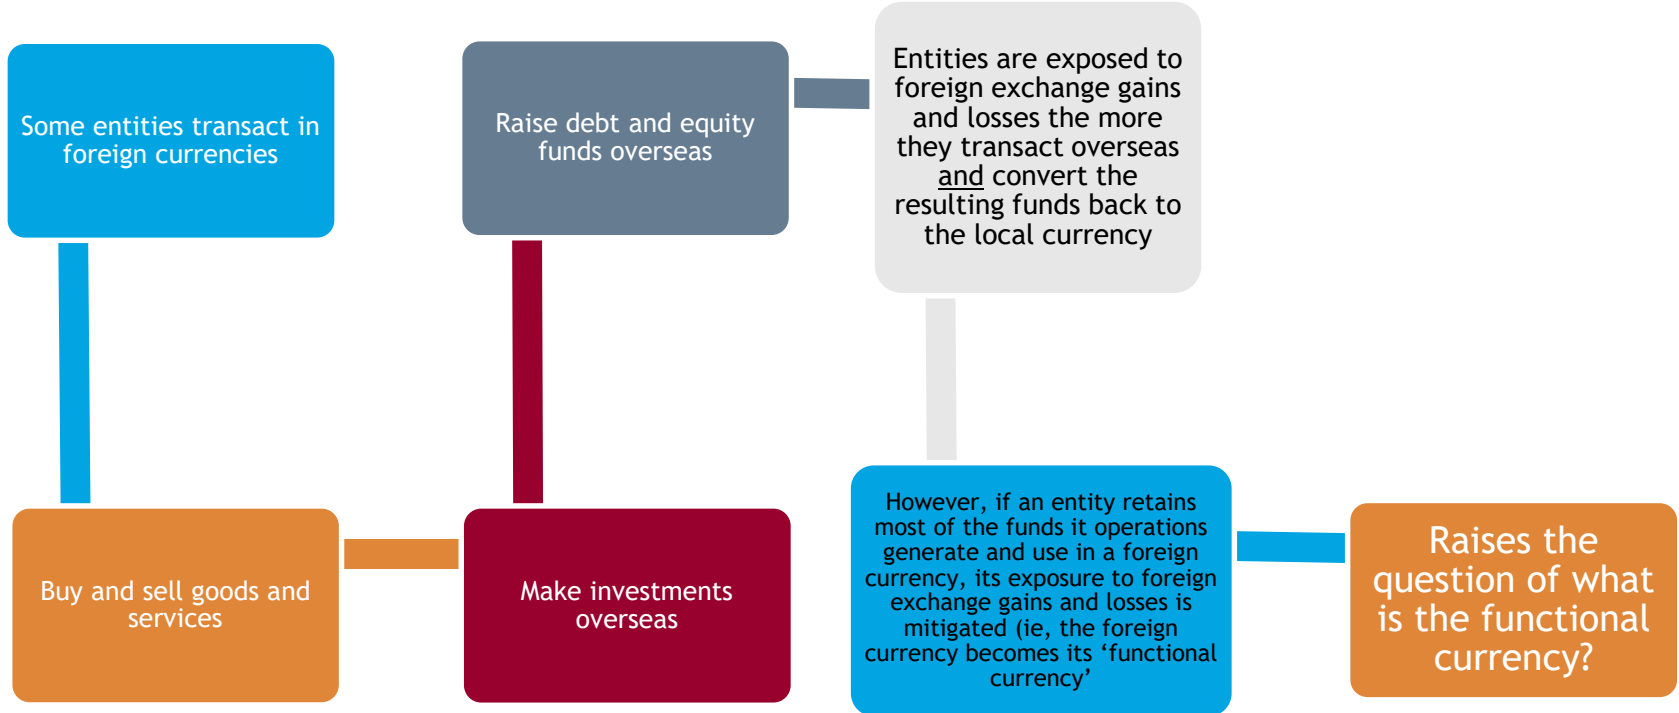 Some entities transact in
foreign currencies
Buy and sell goods and
services
Make investments
overseas
Raise debt and equity
funds overseas
Entities are exposed to
foreign exchange gains
and losses the more
they transact overseas
and convert the
resulting funds back to
the local currency
However, if an entity retains
most of the funds it operations
generate and use in a foreign
currency, its exposure to foreign
exchange gains and losses is
mitigated (ie, the foreign
currency becomes its ‘functional
currency’
Raises the
question of what
is the functional
currency?